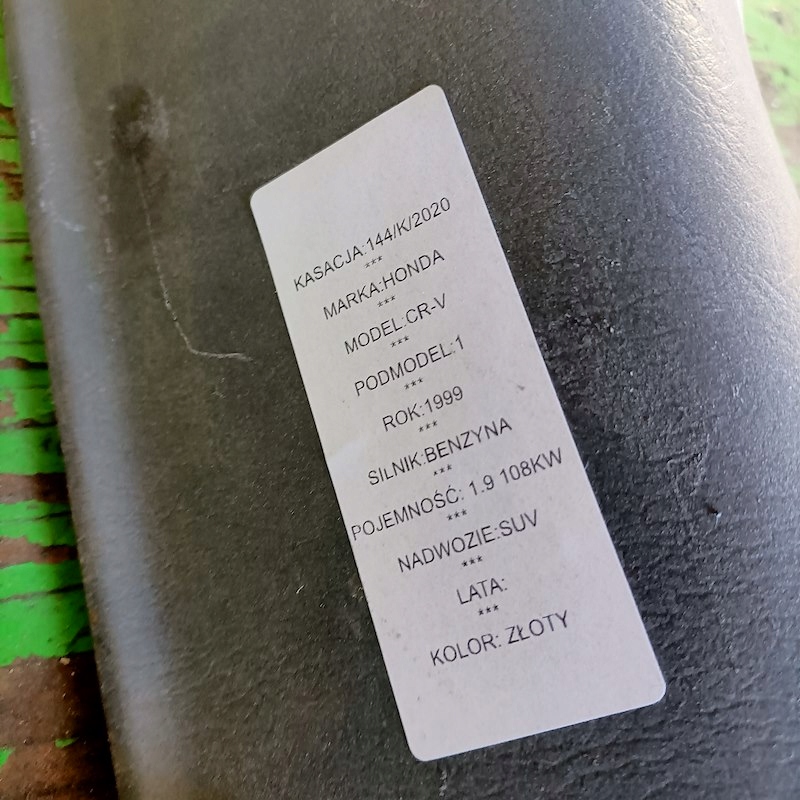 KASACJA:144/K/2020
***
MARKA:HONDA
***
MODEL:CR-V
***
PODMODEL:1
***
ROK:1999
***
SILNIK:BENZYNA
***
POJEMNOŚĆ: 1.9 108KW
***
NADWOZIE:SUV
***
LATA:
***
KOLOR: ZŁOTY